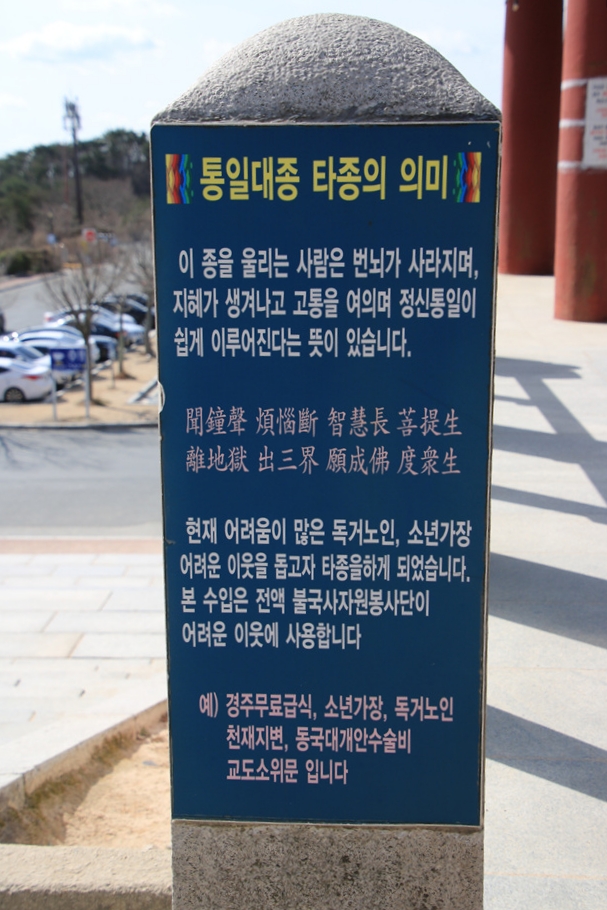 통일대종 타종의 의미
이 종을 울리는 사람은 번뇌가 사라지며,
지혜가 생겨나고 고통을 여의며 정신통일이
쉽게 이루어진다는 뜻이 있습니다.
聞鐘聲 煩惱斷 智慧長 菩提生
離地獄 出三界 願成佛 度衆生
현재 어려움이 많은 독거노인, 소년가장
어려운 이웃을 돕고자 타종을하게 되었습니다.
본 수입은 전액 불국사자원봉사단이
어려운 이웃에 사용합니다
예) 경주무료급식, 소년가장, 독거노인
천재지변, 동국대개안수술비
교도소위문 입니다